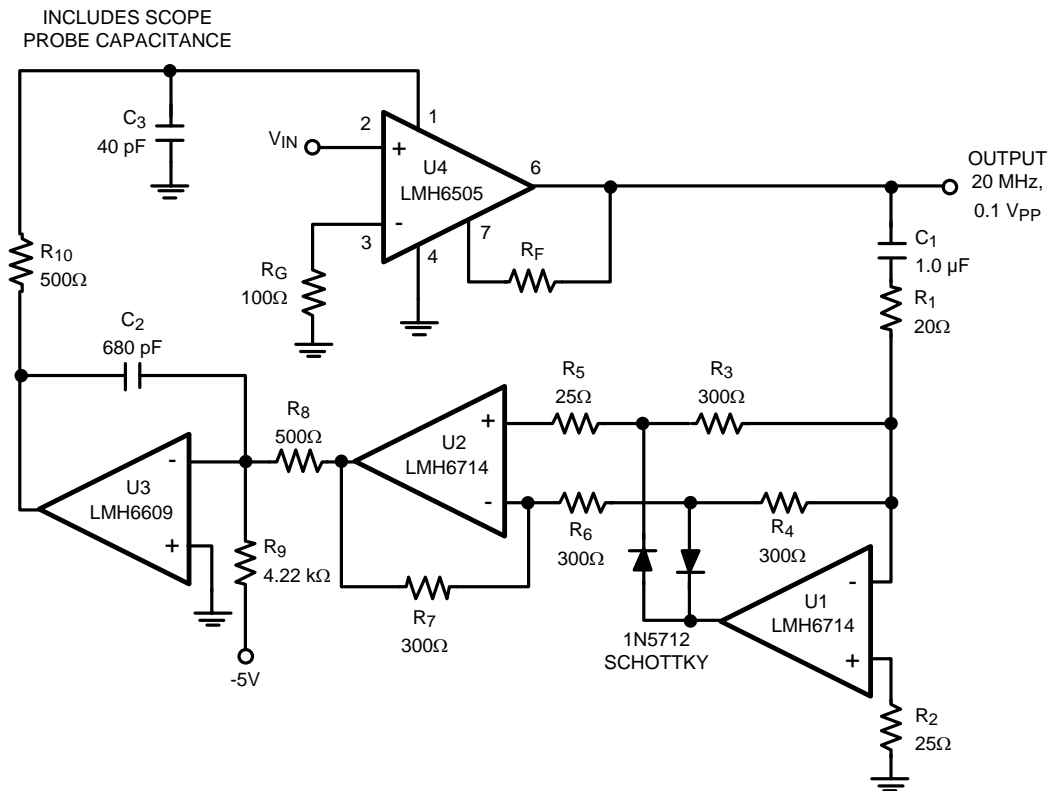 INCLUDES SCOPE
PROBE CAPACITANCE
C3
40 pF
VIN
2
1
+
U4
LMH6505
6
-
3
7
4
OUTPUT
20 MHz,
0.1 VPP
R10
500Ω
RG
100Ω
RF
C1
1.0 µF
R1
20Ω
C2
680 pF
R8
500Ω
+
U2
LMH6714
-
R5
25Ω
R3
300Ω
-
U3
LMH6609
+
R9
4.22 kΩ
-5V
R7
300Ω
R6
300Ω
R4
300Ω
1N5712
SCHOTTKY
-
U1
LMH6714
+
R2
25Ω